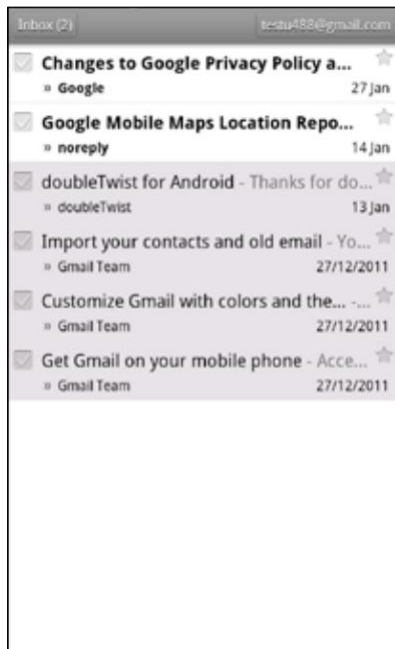 Inbox (2) testu488@gmail.com
Changes to Google Privacy Policy a...
» Google 27 Jan
Google Mobile Maps Location Repo...
» noreply 14 Jan
doubleTwist for Android - Thanks for do...
» doubleTwist 13 Jan
Import your contacts and old email - Yo...
» Gmail Team 27/12/2011
Customize Gmail with colors and the... -...
» Gmail Team 27/12/2011
Get Gmail on your mobile phone - Acce...
» Gmail Team 27/12/2011